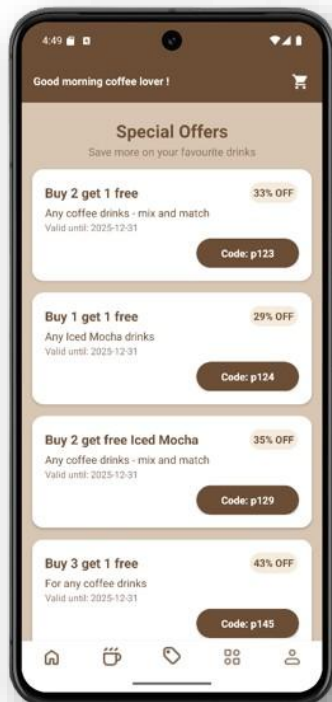 4:49
Good morning coffee lover !
Special Offers
Save more on your favourite drinks
Buy 2 get 1 free
33% OFF
Any coffee drinks - mix and match
Valid until: 2025-12-31
Code: p123
Buy 1 get 1 free
29% OFF
Any Iced Mocha drinks
Valid until: 2025-12-31
Code: p124
Buy 2 get free Iced Mocha
35% OFF
Any coffee drinks - mix and match
Valid until: 2025-12-31
Code: p129
Buy 3 get 1 free
43% OFF
For any coffee drinks
Valid until: 2025-12-31
Code: p145